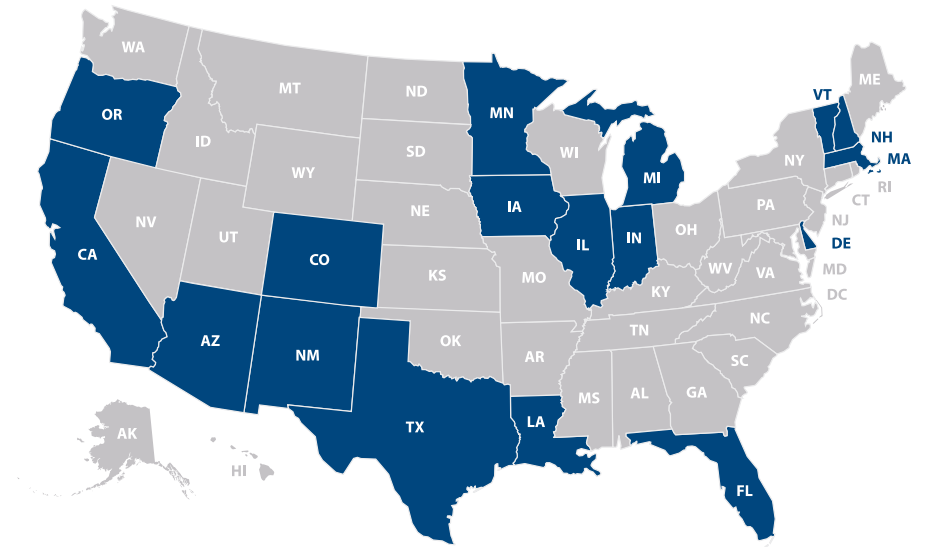 WA
MT
ND
MN
ME
VT
OR
ID
SD
WI
MI
NH
MA
NY
WY
IA
RI
CT
NV
UT
NE
PA
NJ
CA
CO
IL
IN
OH
DE
KS
MO
WV
VA
MD
KY
DC
AZ
NM
OK
AR
TN
NC
SC
TX
MS
AL
GA
LA
AK
HI
FL